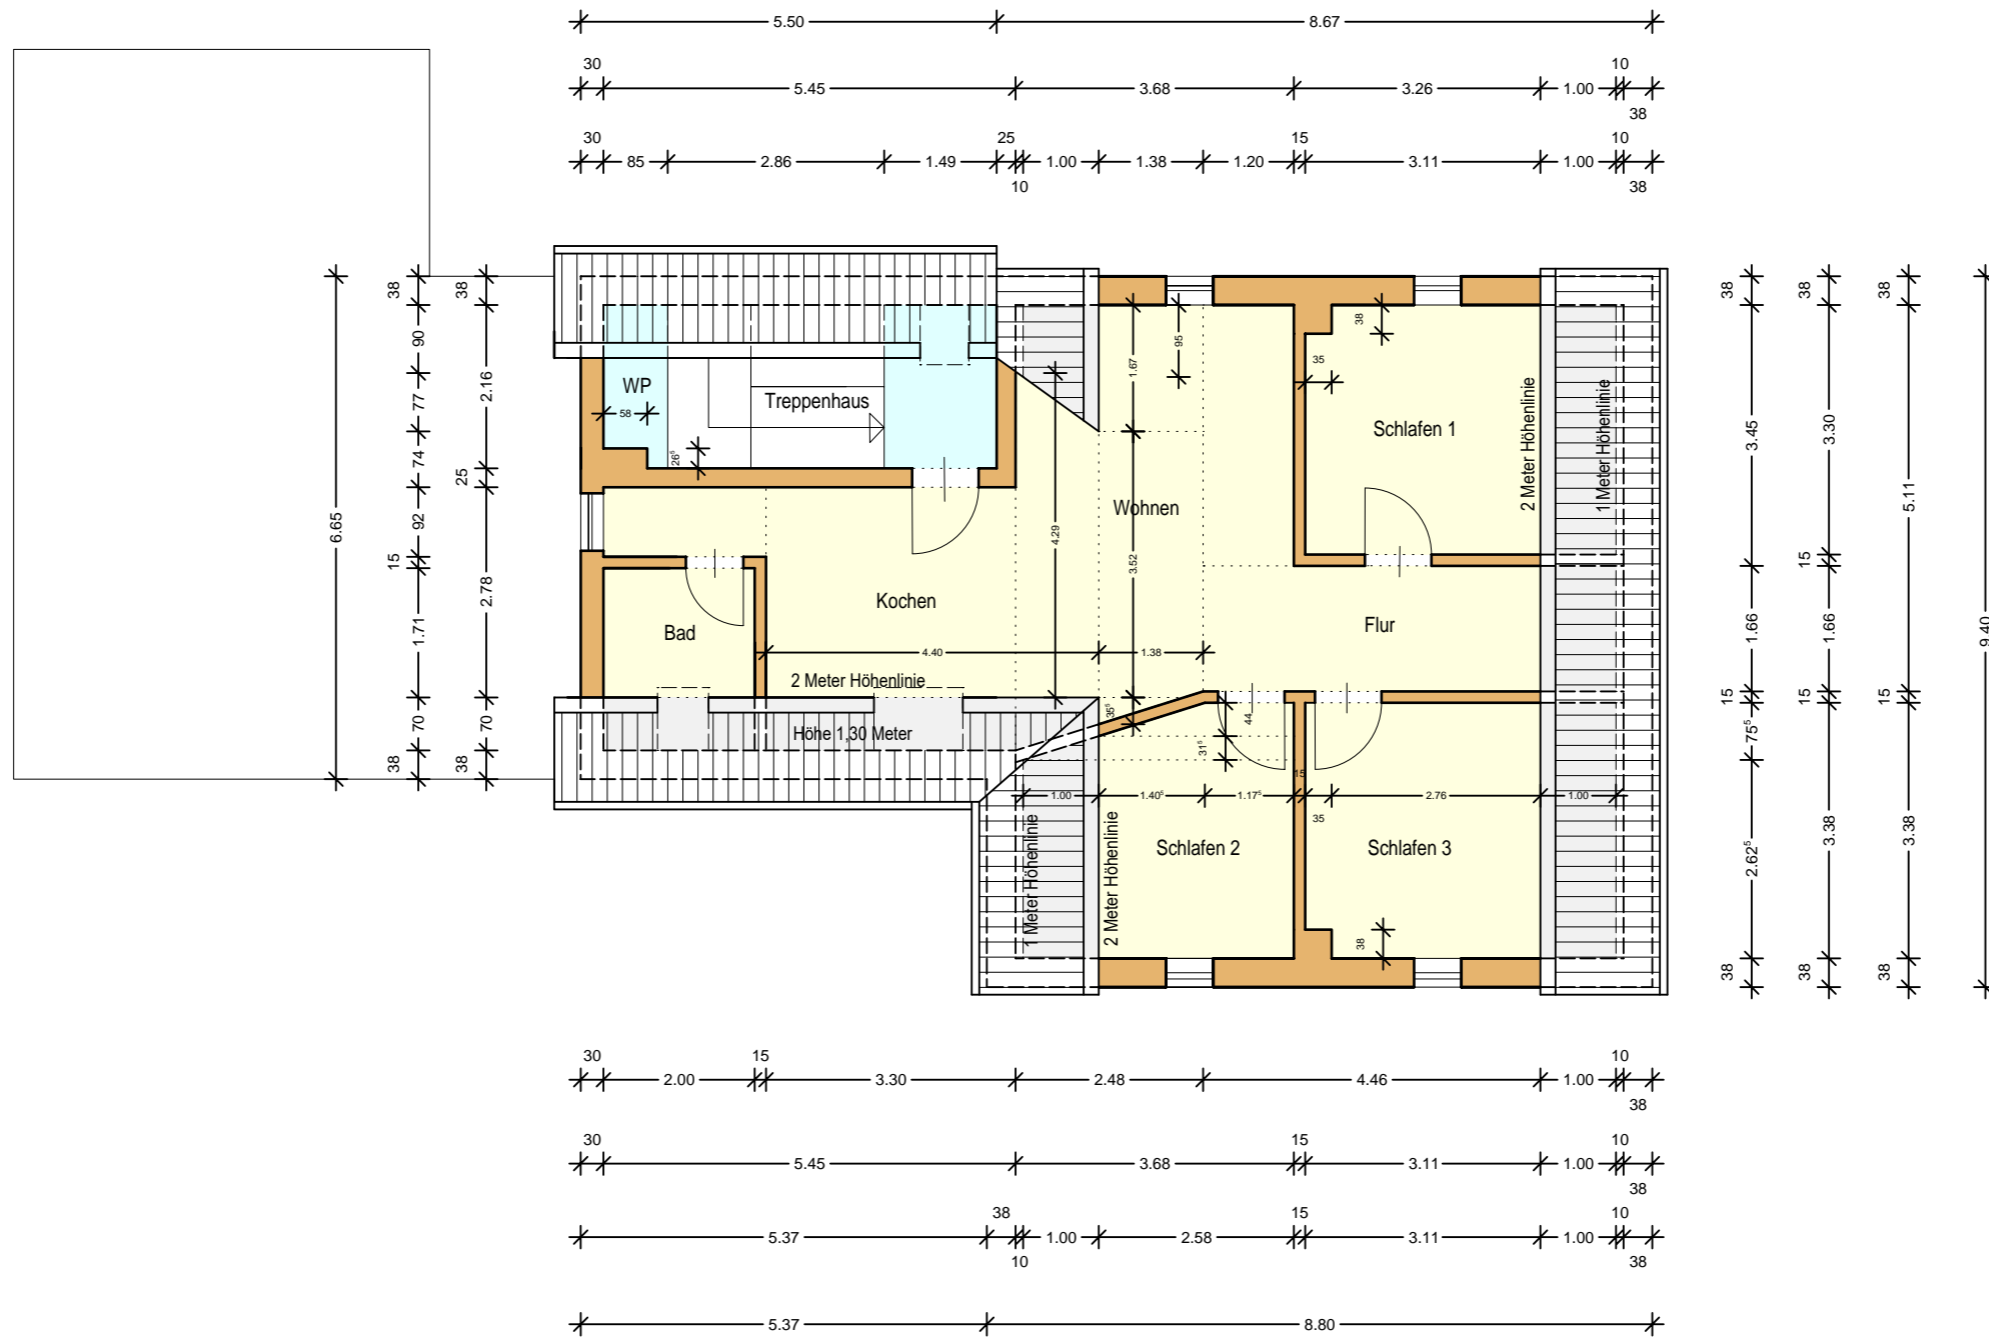 5.50 8.67
30 10
5.45 3.68 3.26 1.00
38
30 25 15 10
85 2.86 1.49 1.00 1.38 1.20 3.11 1.00
10 38
38 38 38 38 38
90 2.16 77 74 25 92 15 1.71 2.78 70 70 38 38
6.65
WP
58
26⁵
Treppenhaus
1.67
95
38
35
Schlafen 1
2 Meter Höhenlinie
1 Meter Höhenlinie
Wohnen
4.29
3.52
Kochen
Bad
Flur
4.40 1.38
2 Meter Höhenlinie
Höhe 1,30 Meter
35⁵
44
31⁵
15
1.00 1.40⁵ 1.17⁵ 2.76 1.00
35
1 Meter Höhenlinie
2 Meter Höhenlinie
Schlafen 2
Schlafen 3
38
3.45 3.30 5.11 9.40
15
1.66 1.66
15 15 15
75⁵
2.62⁵ 3.38 3.38
38 38 38
30 15 10
2.00 3.30 2.48 4.46 1.00
38
30 15 10
5.45 3.68 3.11 1.00
38
38 15 10
5.37 1.00 2.58 3.11 1.00
10 38
5.37 8.80